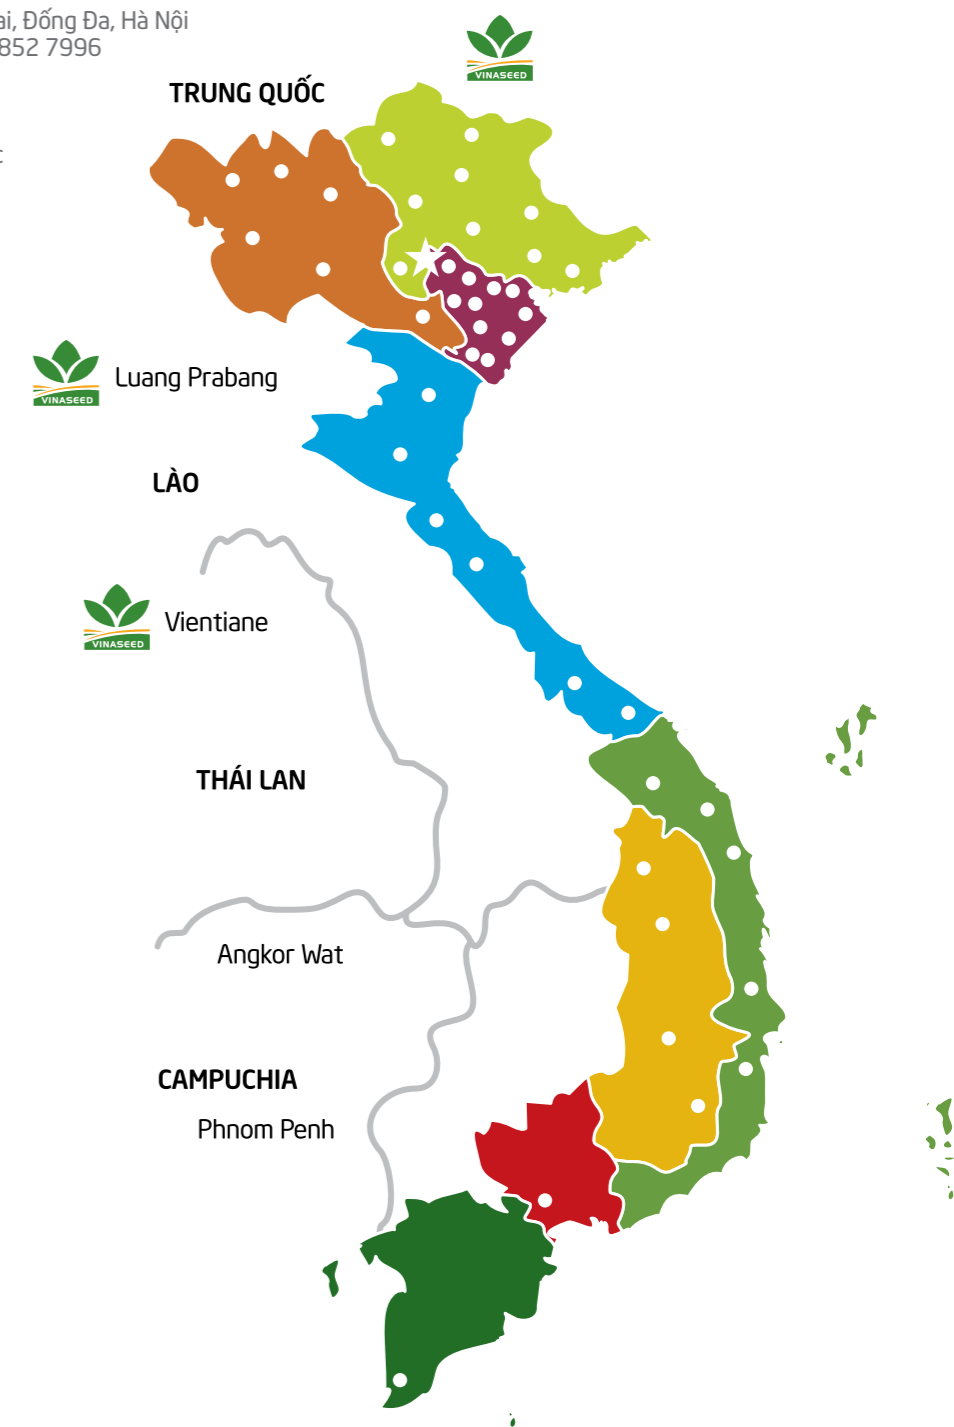 ai, Đống Đa, Hà Nội
852 7996
VINASEED
TRUNG QUỐC
VINASEED
Luang Prabang
LÀO
VINASEED
Vientiane
THÁI LAN
Angkor Wat
CAMPUCHIA
Phnom Penh